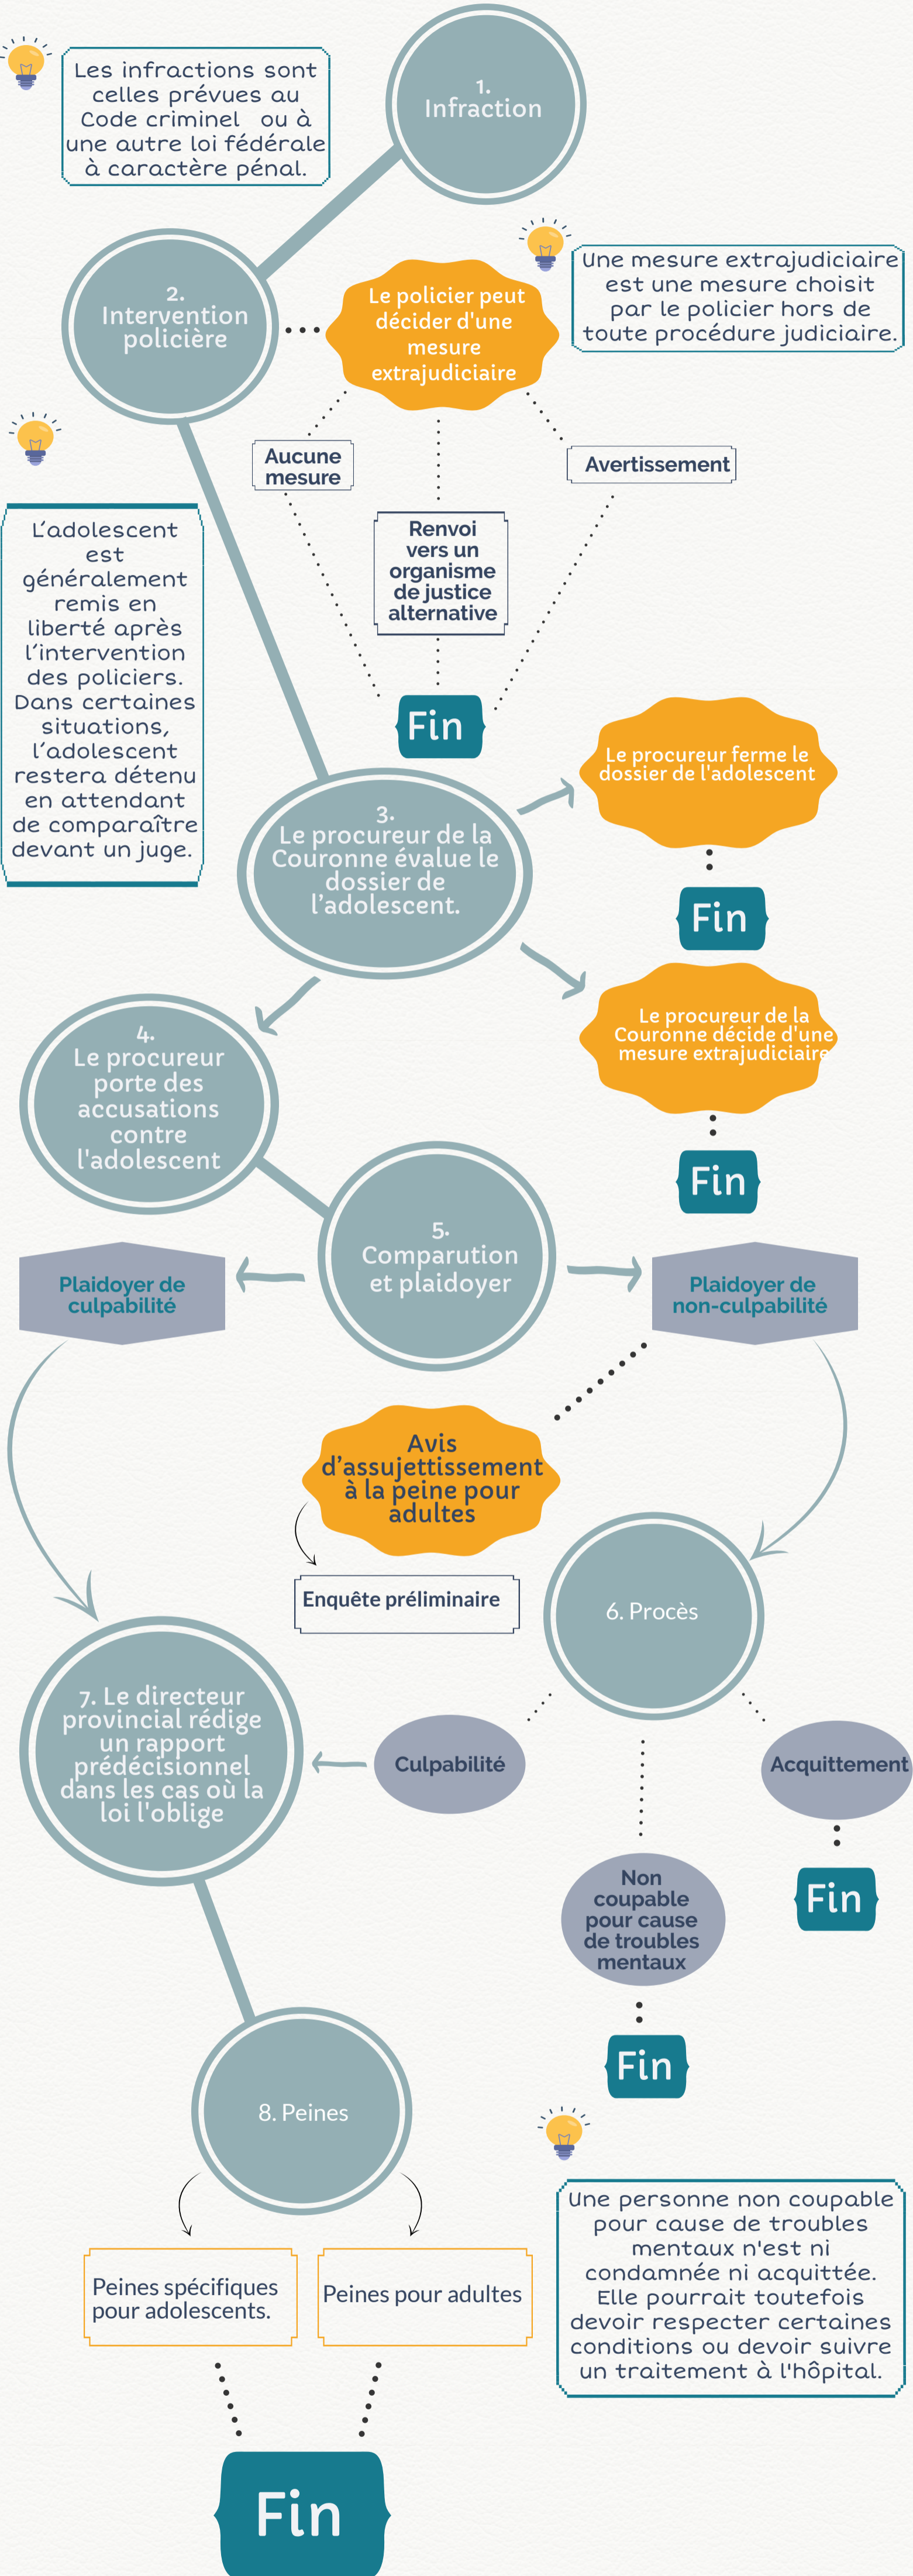 1.
Infraction
Les infractions sont
celles prévues au
Code criminel ou à
une autre loi fédérale
à caractère pénal.
2.
Intervention
policière
Le policier peut
décider d'une
mesure
extrajudiciaire
Une mesure extrajudiciaire
est une mesure choisit
par le policier hors de
toute procédure judiciaire.
Aucune
mesure
Renvoi
vers un
organisme
de justice
alternative
Avertissement
Fin
L'adolescent
est
généralement
remis en
liberté après
l'intervention
des policiers.
Dans certaines
situations,
l'adolescent
restera détenu
en attendant
de comparaître
devant un juge.
3.
Le procureur de la
Couronne évalue le
dossier de
l'adolescent.
Le procureur ferme le
dossier de l'adolescent
Fin
Le procureur de la
Couronne décide d'une
mesure extrajudiciaire
Fin
4.
Le procureur
porte des
accusations
contre
l'adolescent
5.
Comparution
et plaidoyer
Plaidoyer de
culpabilité
Plaidoyer de
non-culpabilité
Avis
d'assujettissement
à la peine pour
adultes
Enquête préliminaire
6. Procès
7. Le directeur
provincial rédige
un rapport
prédécisionnel
dans les cas où la
loi l'oblige
Culpabilité
Acquittement
Fin
Non
coupable
pour cause
de troubles
mentaux
Fin
8. Peines
Une personne non coupable
pour cause de troubles
mentaux n'est ni
condamnée ni acquittée.
Elle pourrait toutefois
devoir respecter certaines
conditions ou devoir suivre
un traitement à l'hôpital.
Peines spécifiques
pour adolescents.
Peines pour adultes
Fin